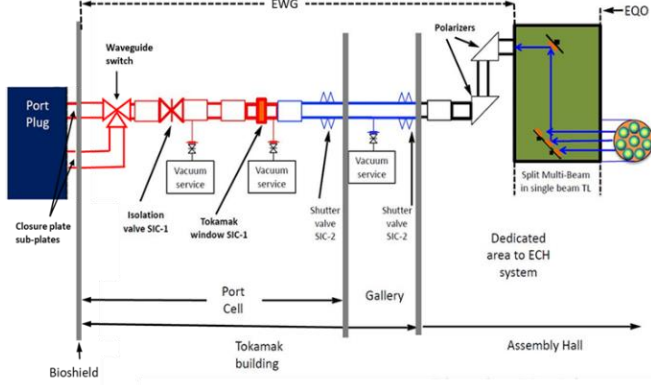 EWG
EQO
Polarizers
Waveguide
switch
Port
Plug
Vacuum
service
Vacuum
service
Vacuum
service
Split Multi-Beam
in single beam TL
Closure plate
sub-plates
Isolation
valve SIC-1
Tokamak
window SIC-1
Shutter
valve
SIC-2
Shutter
valve
SIC-2
Dedicated
area to ECH
system
Port
Cell
Gallery
Tokamak
building
Assembly Hall
Bioshield